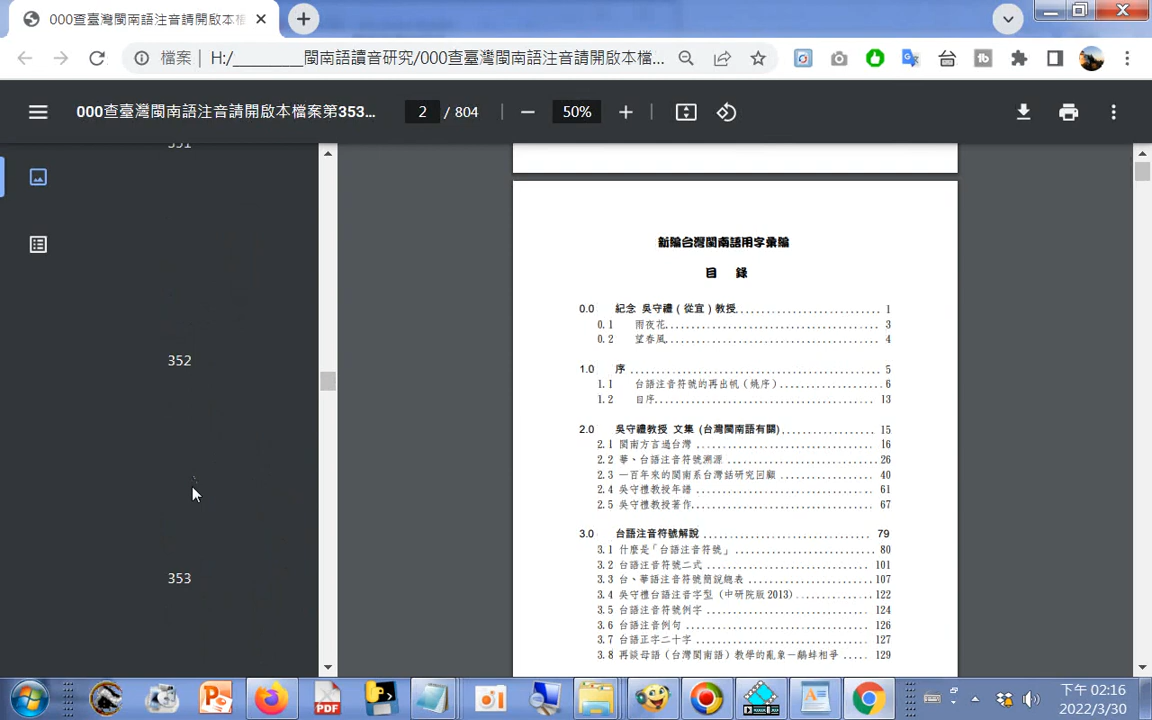 000查臺灣閩南語注音請開啟本檔
檔案 | H:/_________閩南語讀音研究/000查臺灣閩南語注音請開啟本檔...
000查臺灣閩南語注音請開啟本檔案第353...
2 / 804
50%
351
352
353
新編台灣閩南語用字彙編
目 錄
0.0 紀念 吳守禮(從宜)教授 1
0.1 雨夜花 3
0.2 望春風 4
1.0 序 5
1.1 台語注音符號的再出帆(姚序) 6
1.2 自序 13
2.0 吳守禮教授 文集 (台灣閩南語有關) 15
2.1 閩南方言過台灣 16
2.2 華、台語注音符號溯源 26
2.3 一百年來的閩南系台灣話研究回顧 40
2.4 吳守禮教授年譜 61
2.5 吳守禮教授著作 67
3.0 台語注音符號解說 79
3.1 什麼是「台語注音符號」 80
3.2 台語注音符號二式 101
3.3 台、華語注音符號簡說總表 107
3.4 吳守禮台語注音字型(中研院版2013) 122
3.5 台語注音符號例字 124
3.6 台語注音例句 126
3.7 台語正字二十字 127
3.8 再談母語(台灣閩南語)教學的亂象－鷸蚌相爭 129
PDF
下午 02:16
2022/3/30